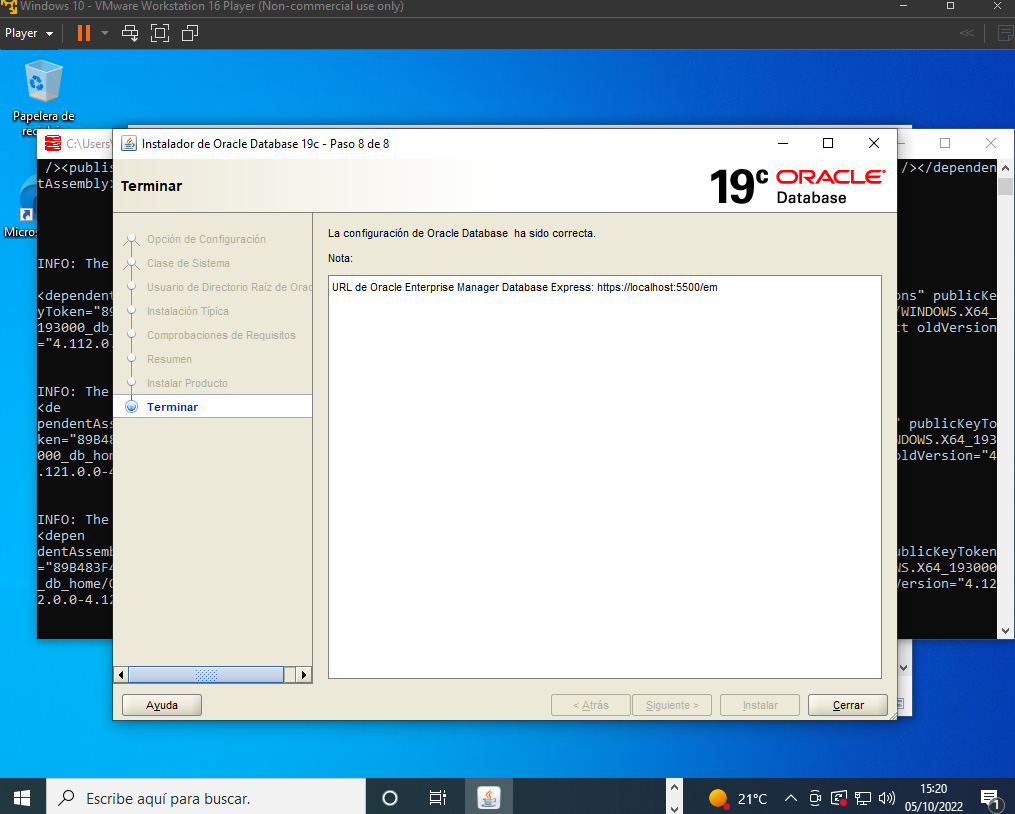 Windows 10 - VMware Workstation 16 Player (Non-commercial use only)
Player
Papelera de
Micros
C:\Users
Instalador de Oracle Database 19c - Paso 8 de 8
Terminar
19c ORACLE
Database
Opción de Configuración
Clase de Sistema
Usuario de Directorio Raíz de Orac
Instalación Típica
Comprobaciones de Requisitos
Resumen
Instalar Producto
Terminar
La configuración de Oracle Database ha sido correcta.
Nota:
URL de Oracle Enterprise Manager Database Express: https://localhost:5500/em
Ayuda
< Atrás
Siguiente >
Instalar
Cerrar
/><publis
/></dependen
tAssembly>
INFO: The
<dependent
ons" publicKe
yToken="89
/WINDOWS.X64_
193000_db_
ct oldVersion
="4.112.0.
INFO: The
<de
pendentAss
" publicKeyTo
ken="89B48
NDOWS.X64_193
000_db_hom
oldVersion="4
.121.0.0-4
INFO: The
<depen
dentAssemb
ublicKeyToken
="89B483F4
WS.X64_193000
_db_home/O
Version="4.12
2.0.0-4.12
Escribe aquí para buscar.
21°C
15:20
05/10/2022
1